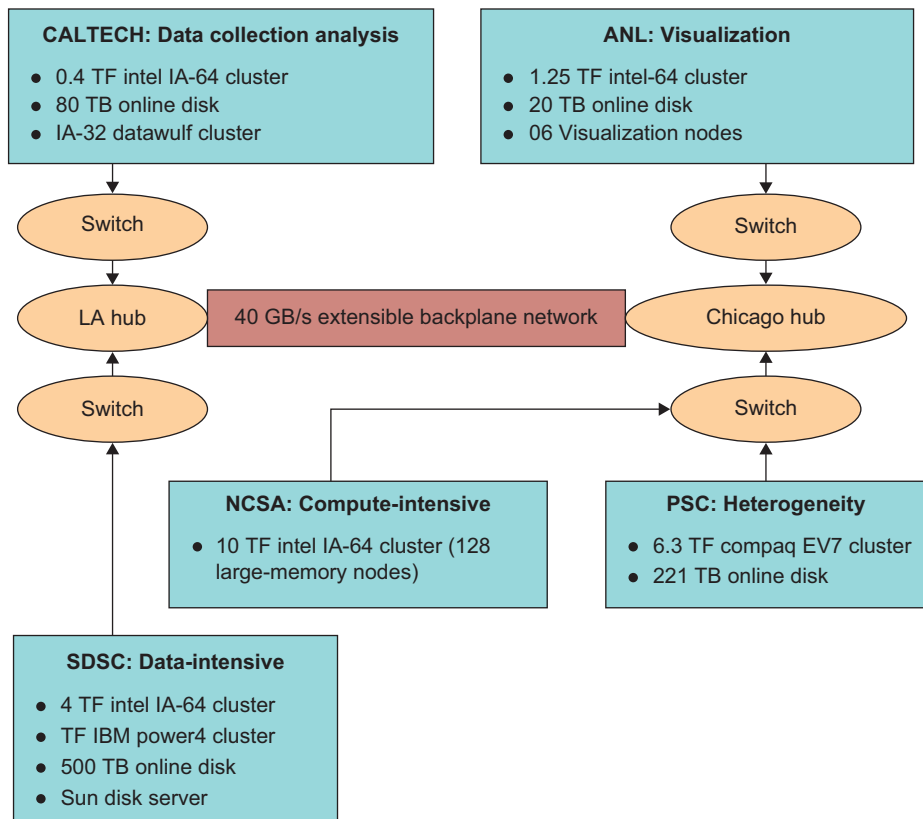 CALTECH: Data collection analysis
● 0.4 TF intel IA-64 cluster
● 80 TB online disk
● IA-32 datawulf cluster
ANL: Visualization
● 1.25 TF intel-64 cluster
● 20 TB online disk
● 06 Visualization nodes
Switch
Switch
LA hub
40 GB/s extensible backplane network
Chicago hub
Switch
Switch
NCSA: Compute-intensive
● 10 TF intel IA-64 cluster (128
large-memory nodes)
PSC: Heterogeneity
● 6.3 TF compaq EV7 cluster
● 221 TB online disk
SDSC: Data-intensive
● 4 TF intel IA-64 cluster
● TF IBM power4 cluster
● 500 TB online disk
● Sun disk server